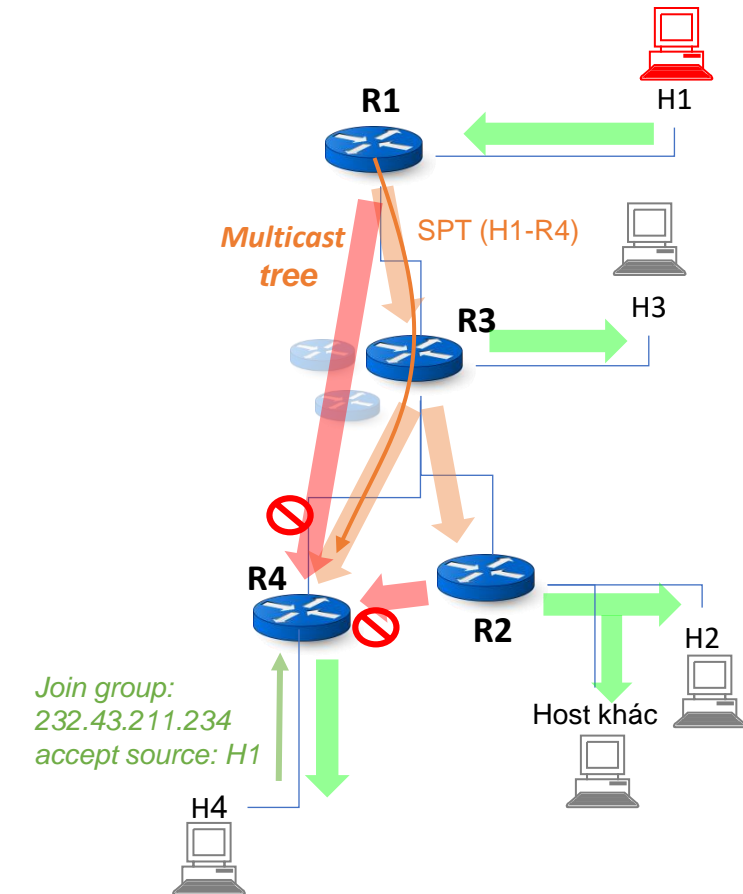 R1
H1
Multicast
tree
SPT (H1-R4)
H3
R3
R4
R2
H2
Join group:
232.43.211.234
accept source: H1
Host khác
H4